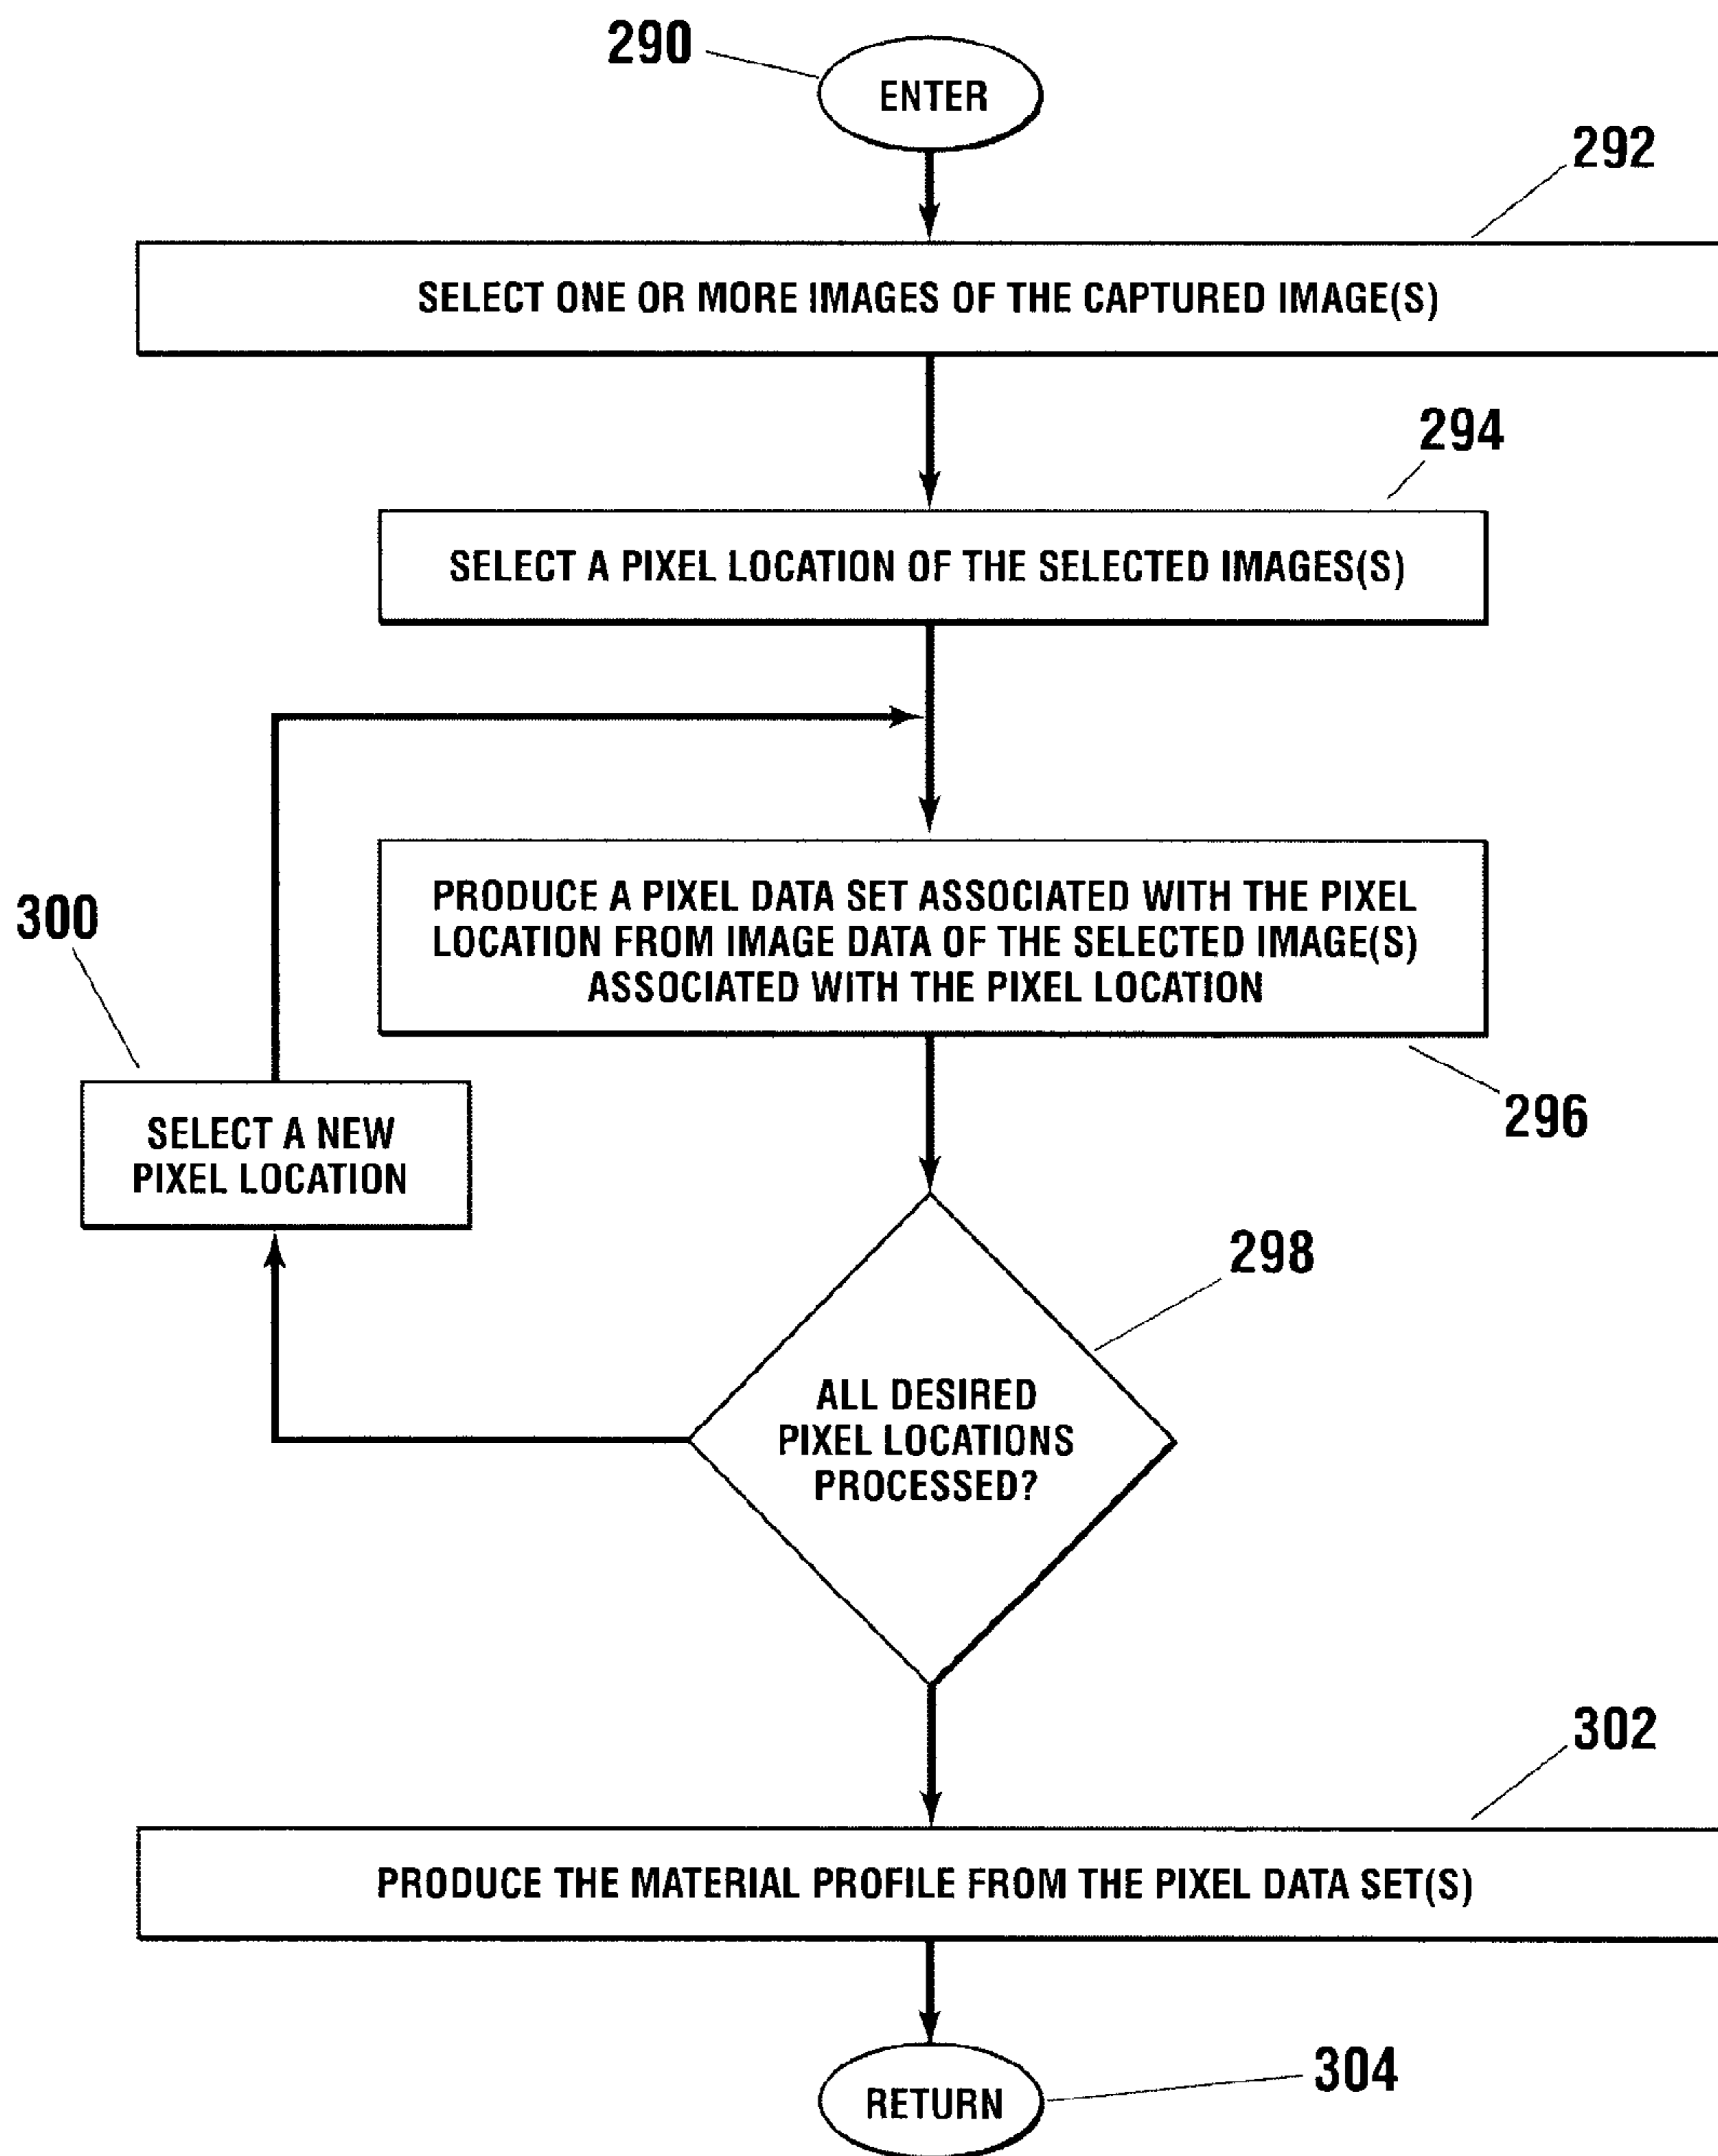 290
ENTER
292
SELECT ONE OR MORE IMAGES OF THE CAPTURED IMAGE(S)
294
SELECT A PIXEL LOCATION OF THE SELECTED IMAGES(S)
PRODUCE A PIXEL DATA SET ASSOCIATED WITH THE PIXEL
LOCATION FROM IMAGE DATA OF THE SELECTED IMAGE(S)
ASSOCIATED WITH THE PIXEL LOCATION
296
300
SELECT A NEW
PIXEL LOCATION
298
ALL DESIRED
PIXEL LOCATIONS
PROCESSED?
302
PRODUCE THE MATERIAL PROFILE FROM THE PIXEL DATA SET(S)
RETURN
304